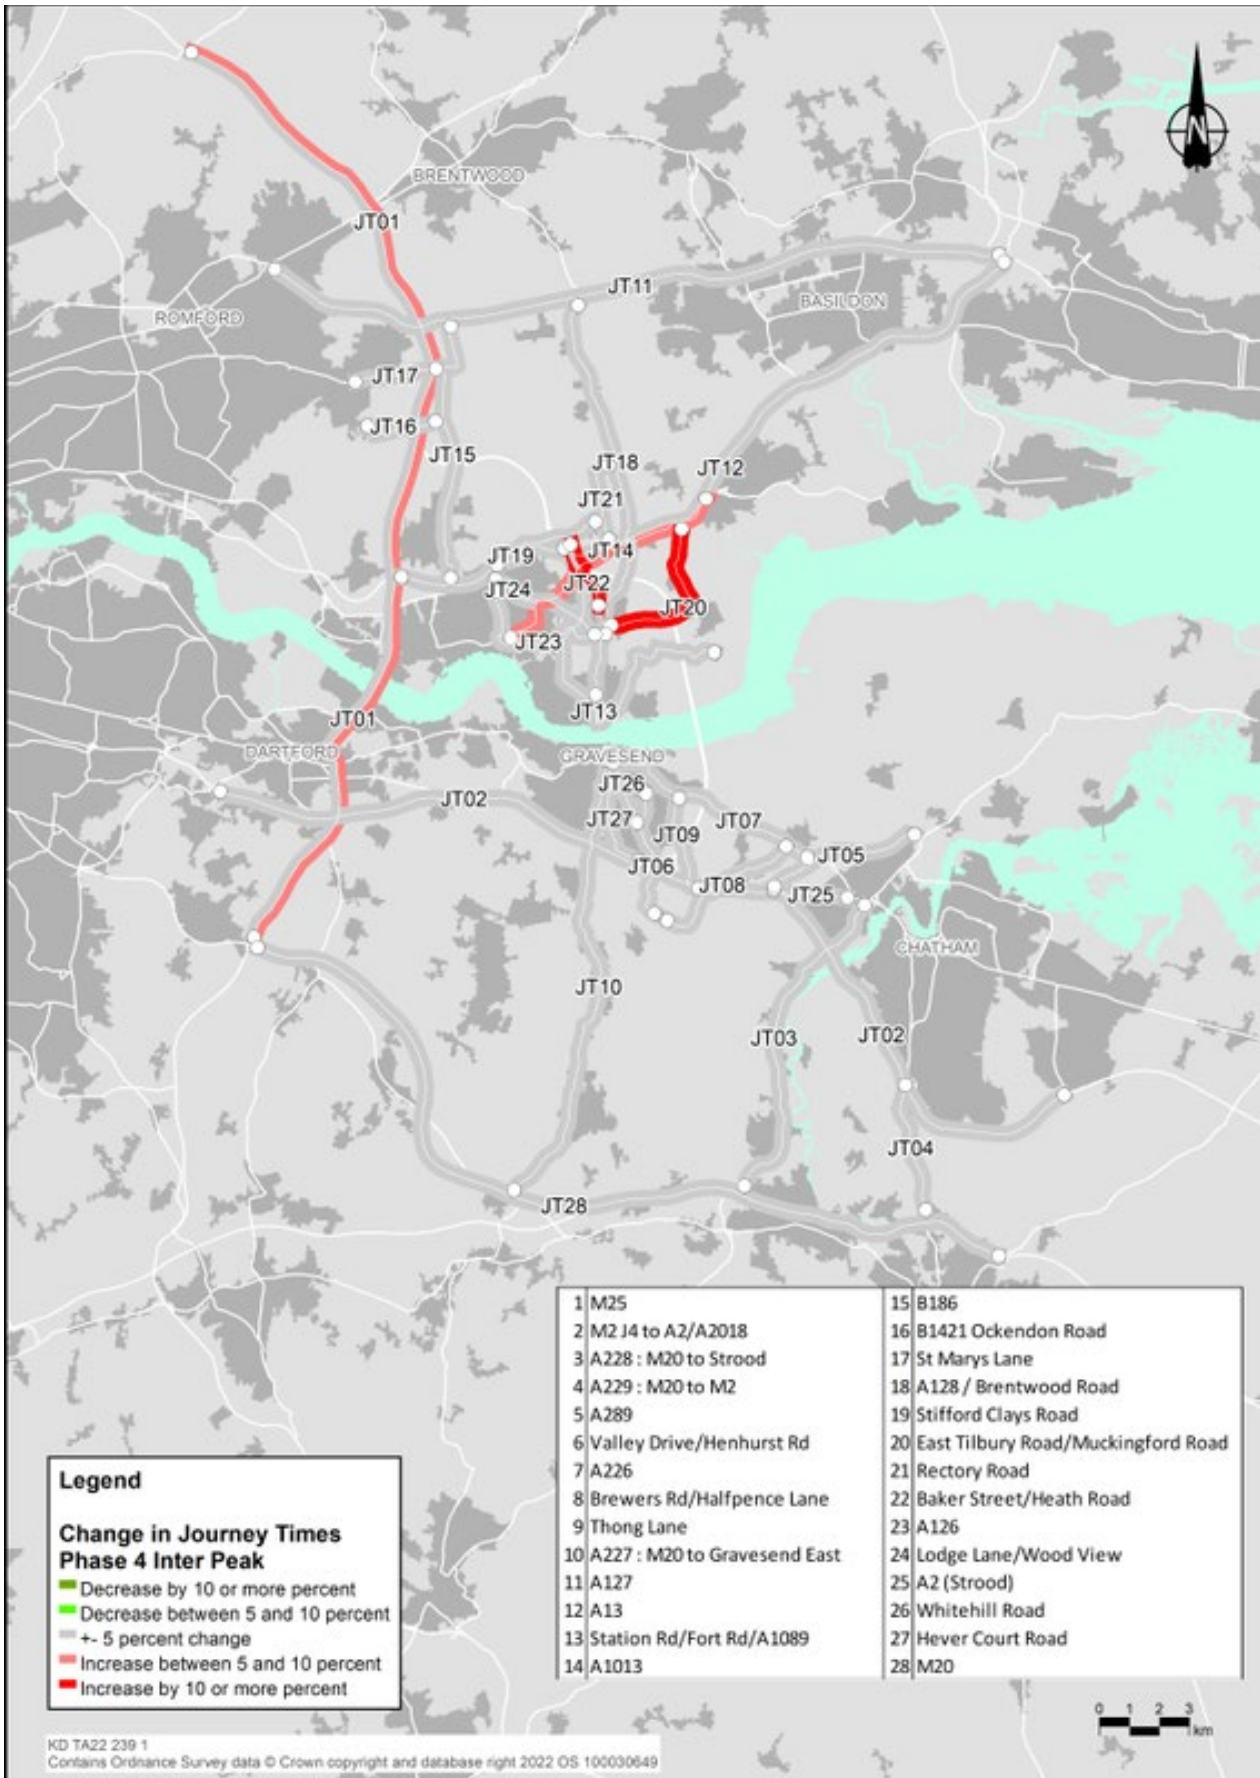 N
BRENTWOOD
JT01
JT11
BASILDON
ROMFORD
JT17
JT16
JT15
JT18
JT12
JT21
JT19
JT14
JT24
JT22
JT20
JT23
JT13
JT01
DARTFORD
GRAVESEND
JT26
JT02
JT27
JT09
JT07
JT06
JT05
JT08
JT25
CHATHAM
JT10
JT03
JT02
JT04
JT28
1 M25
2 M2 J4 to A2/A2018
3 A228 : M20 to Strood
4 A229 : M20 to M2
5 A289
6 Valley Drive/Henhurst Rd
7 A226
8 Brewers Rd/Halfpence Lane
9 Thong Lane
10 A227 : M20 to Gravesend East
11 A127
12 A13
13 Station Rd/Fort Rd/A1089
14 A1013
15 B186
16 B1421 Ockendon Road
17 St Marys Lane
18 A128 / Brentwood Road
19 Stifford Clays Road
20 East Tilbury Road/Muckingford Road
21 Rectory Road
22 Baker Street/Heath Road
23 A126
24 Lodge Lane/Wood View
25 A2 (Strood)
26 Whitehill Road
27 Hever Court Road
28 M20
Legend
Change in Journey Times
Phase 4 Inter Peak
Decrease by 10 or more percent
Decrease between 5 and 10 percent
+- 5 percent change
Increase between 5 and 10 percent
Increase by 10 or more percent
0 1 2 3
km
KD TA22 239 1
Contains Ordnance Survey data © Crown copyright and database right 2022 OS 100030649